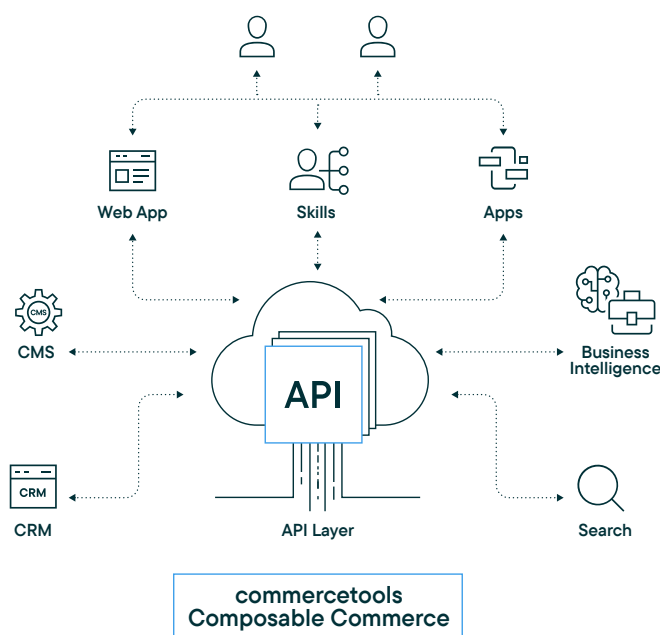 Web App
Skills
Apps
CMS
CMS
Business
Intelligence
API
CRM
CRM
API Layer
Search
commercetools
Composable Commerce